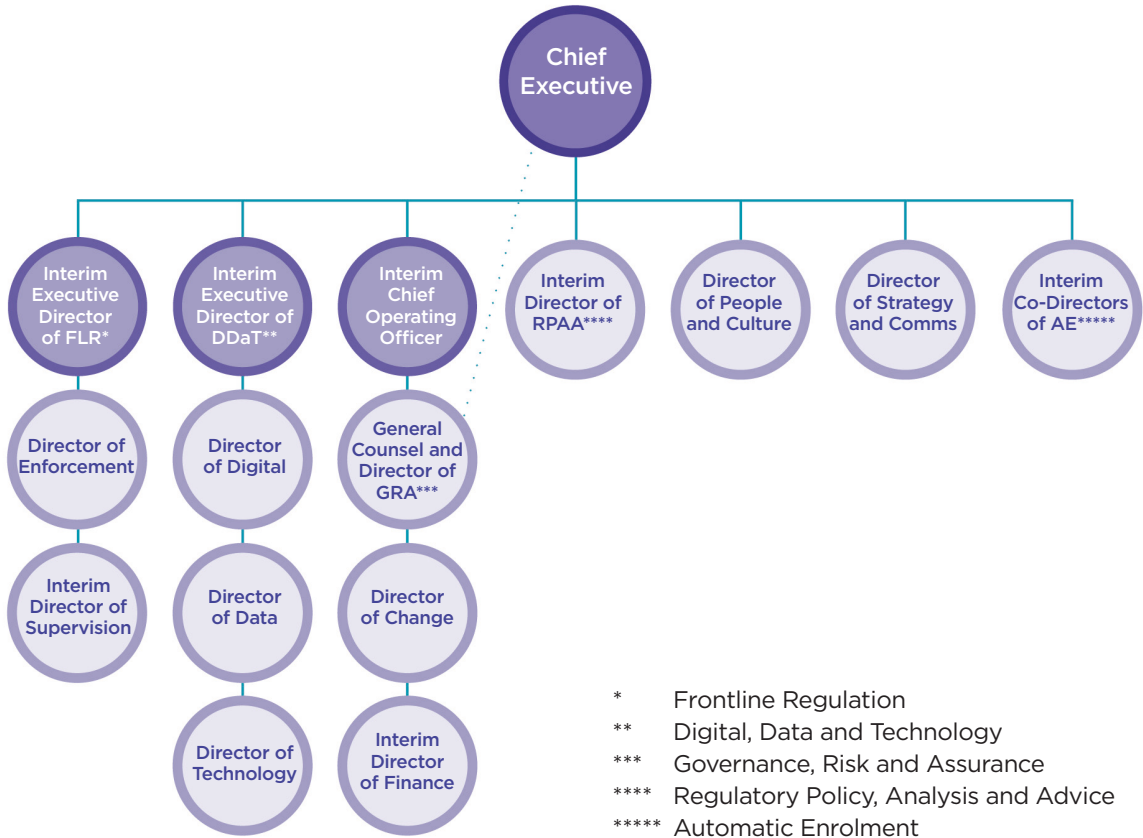 Chief
Executive
Interim
Executive
Director
of FLR*
Interim
Executive
Director of
DDaT**
Interim
Chief
Operating
Officer
Interim
Director of
RPAA****
Director
of People
and Culture
Director
of Strategy
and Comms
Interim
Co-Directors
of AE*****
Director of
Enforcement
Director
of Digital
General
Counsel and
Director of
GRA***
Interim
Director of
Supervision
Director
of Data
Director
of Change
Director of
Technology
Interim
Director
of Finance
* Frontline Regulation
** Digital, Data and Technology
*** Governance, Risk and Assurance
**** Regulatory Policy, Analysis and Advice
***** Automatic Enrolment